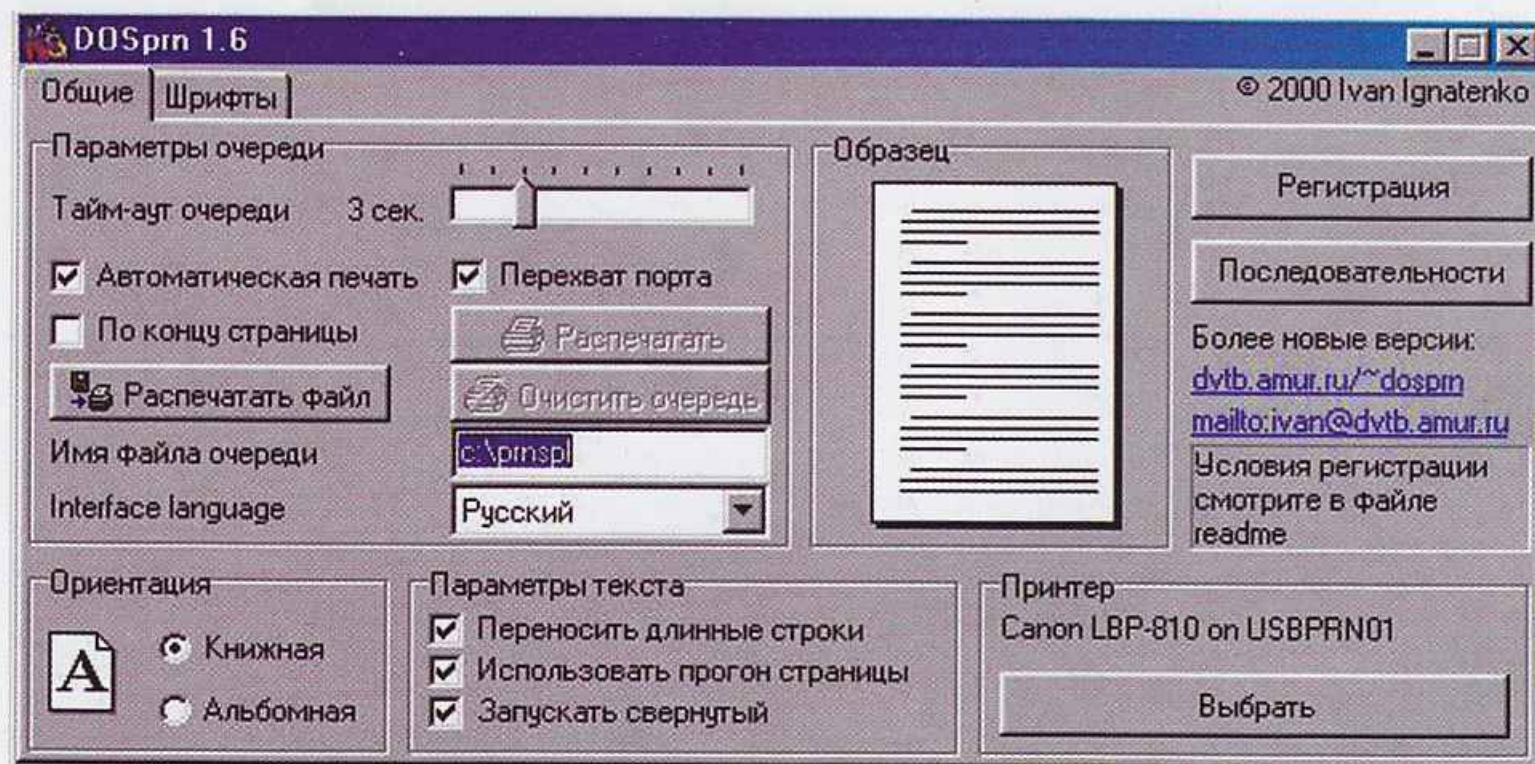 DOSprn 1.6
Общие
Шрифты
© 2000 Ivan Ignatenko
Параметры очереди
Тайм-аут очереди 3 сек.
Автоматическая печать
Перехват порта
По концу страницы
Распечатать
Распечатать файл
Очистить очередь
Имя файла очереди
c:\prnspl
Interface language
Русский
Образец
Регистрация
Последовательности
Более новые версии:
dvtb.amur.ru/~dosprn
mailto:ivan@dvtb.amur.ru
Условия регистрации
смотрите в файле
readme
Ориентация
A
Книжная
Альбомная
Параметры текста
Переносить длинные строки
Использовать прогон страницы
Запускать свернутый
Принтер
Canon LBP-810 on USBPRN01
Выбрать